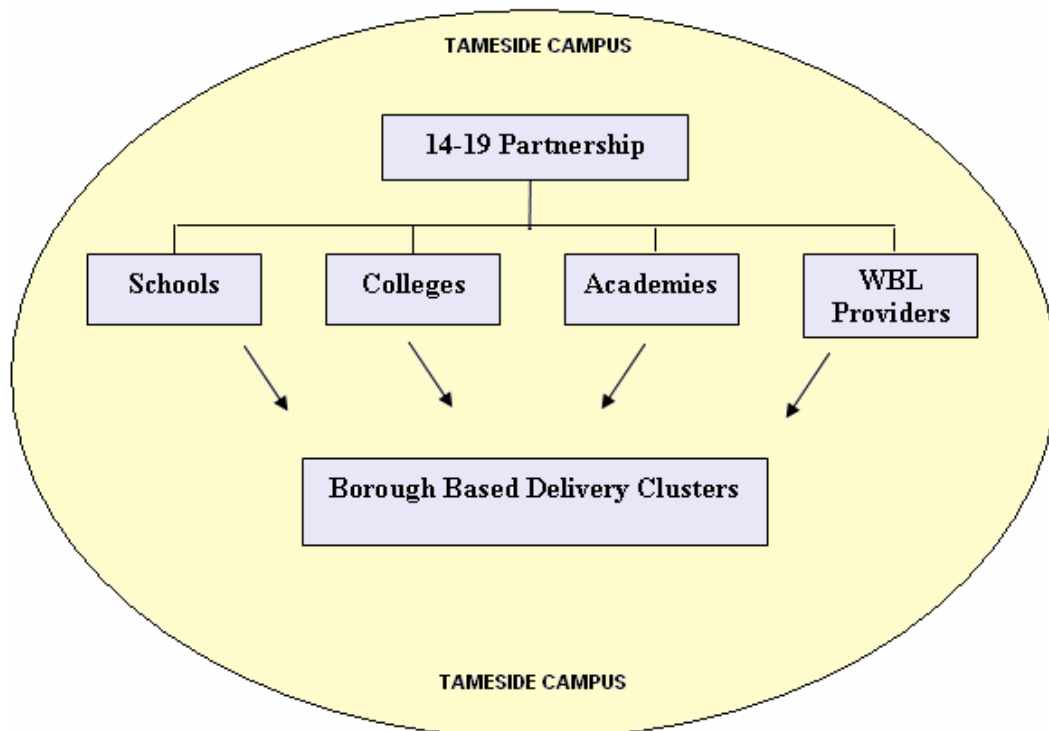 TAMESIDE CAMPUS
14-19 Partnership
Schools
Colleges
Academies
WBL
Providers
Borough Based Delivery Clusters
TAMESIDE CAMPUS